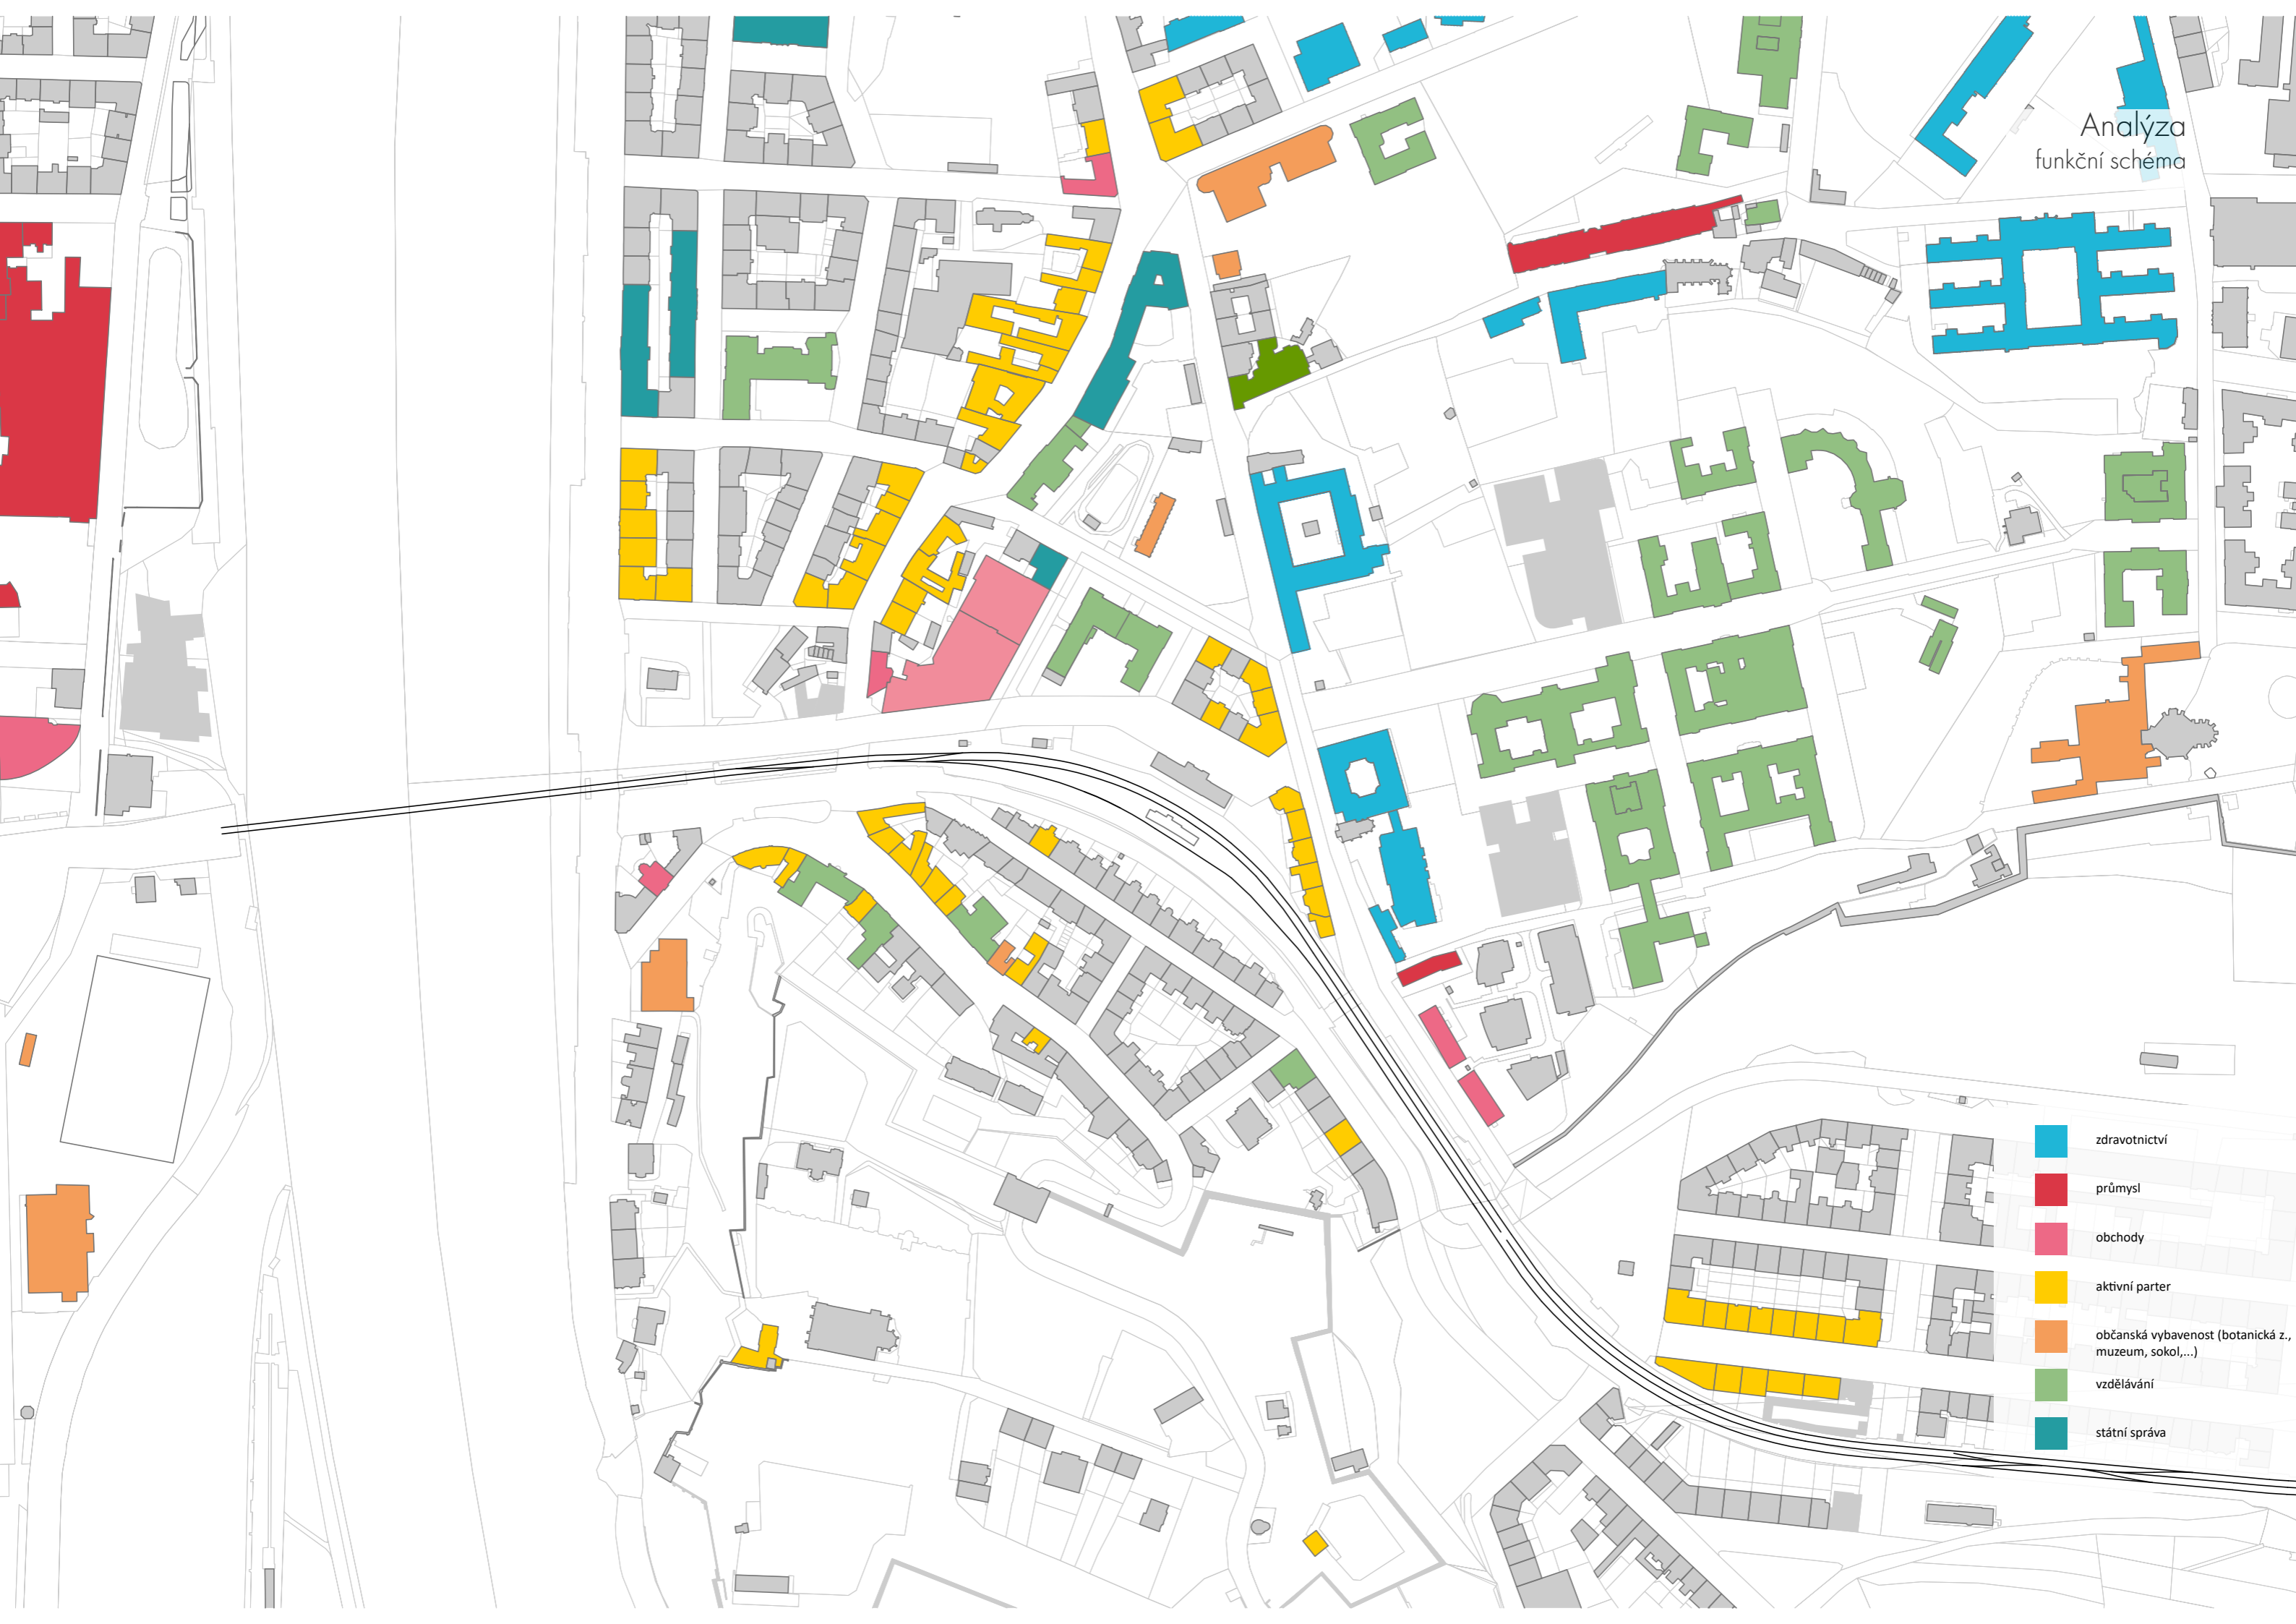 Analýza
funkční schéma
zdravotnictví
průmysl
obchody
aktivní parter
občanská vybavenost (botanická z.,
muzeum, sokol,...)
vzdělávání
státní správa